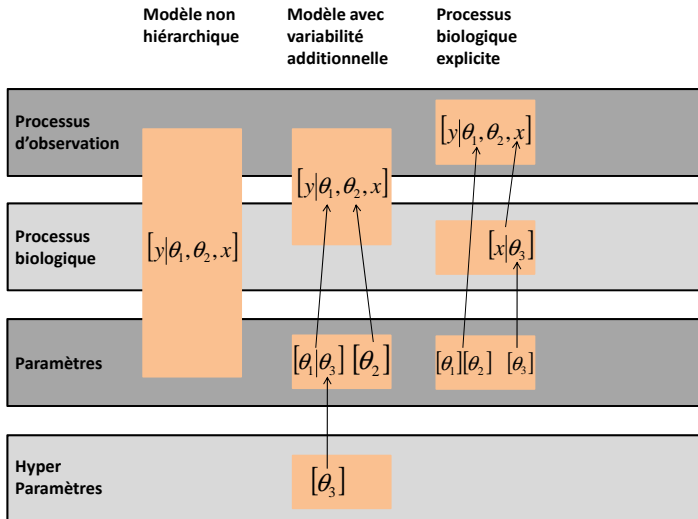 Modèle non
hiérarchique
Modèle avec
variabilité
additionnelle
Processus
biologique
explicite
Processus
d’observation
[y|θ₁,θ₂,x]
[y|θ₁,θ₂,x]
Processus
biologique
[y|θ₁,θ₂,x]
[x|θ₃]
Paramètres
[θ₁|θ₃] [θ₂]
[θ₁][θ₂] [θ₃]
Hyper
Paramètres
[θ₃]